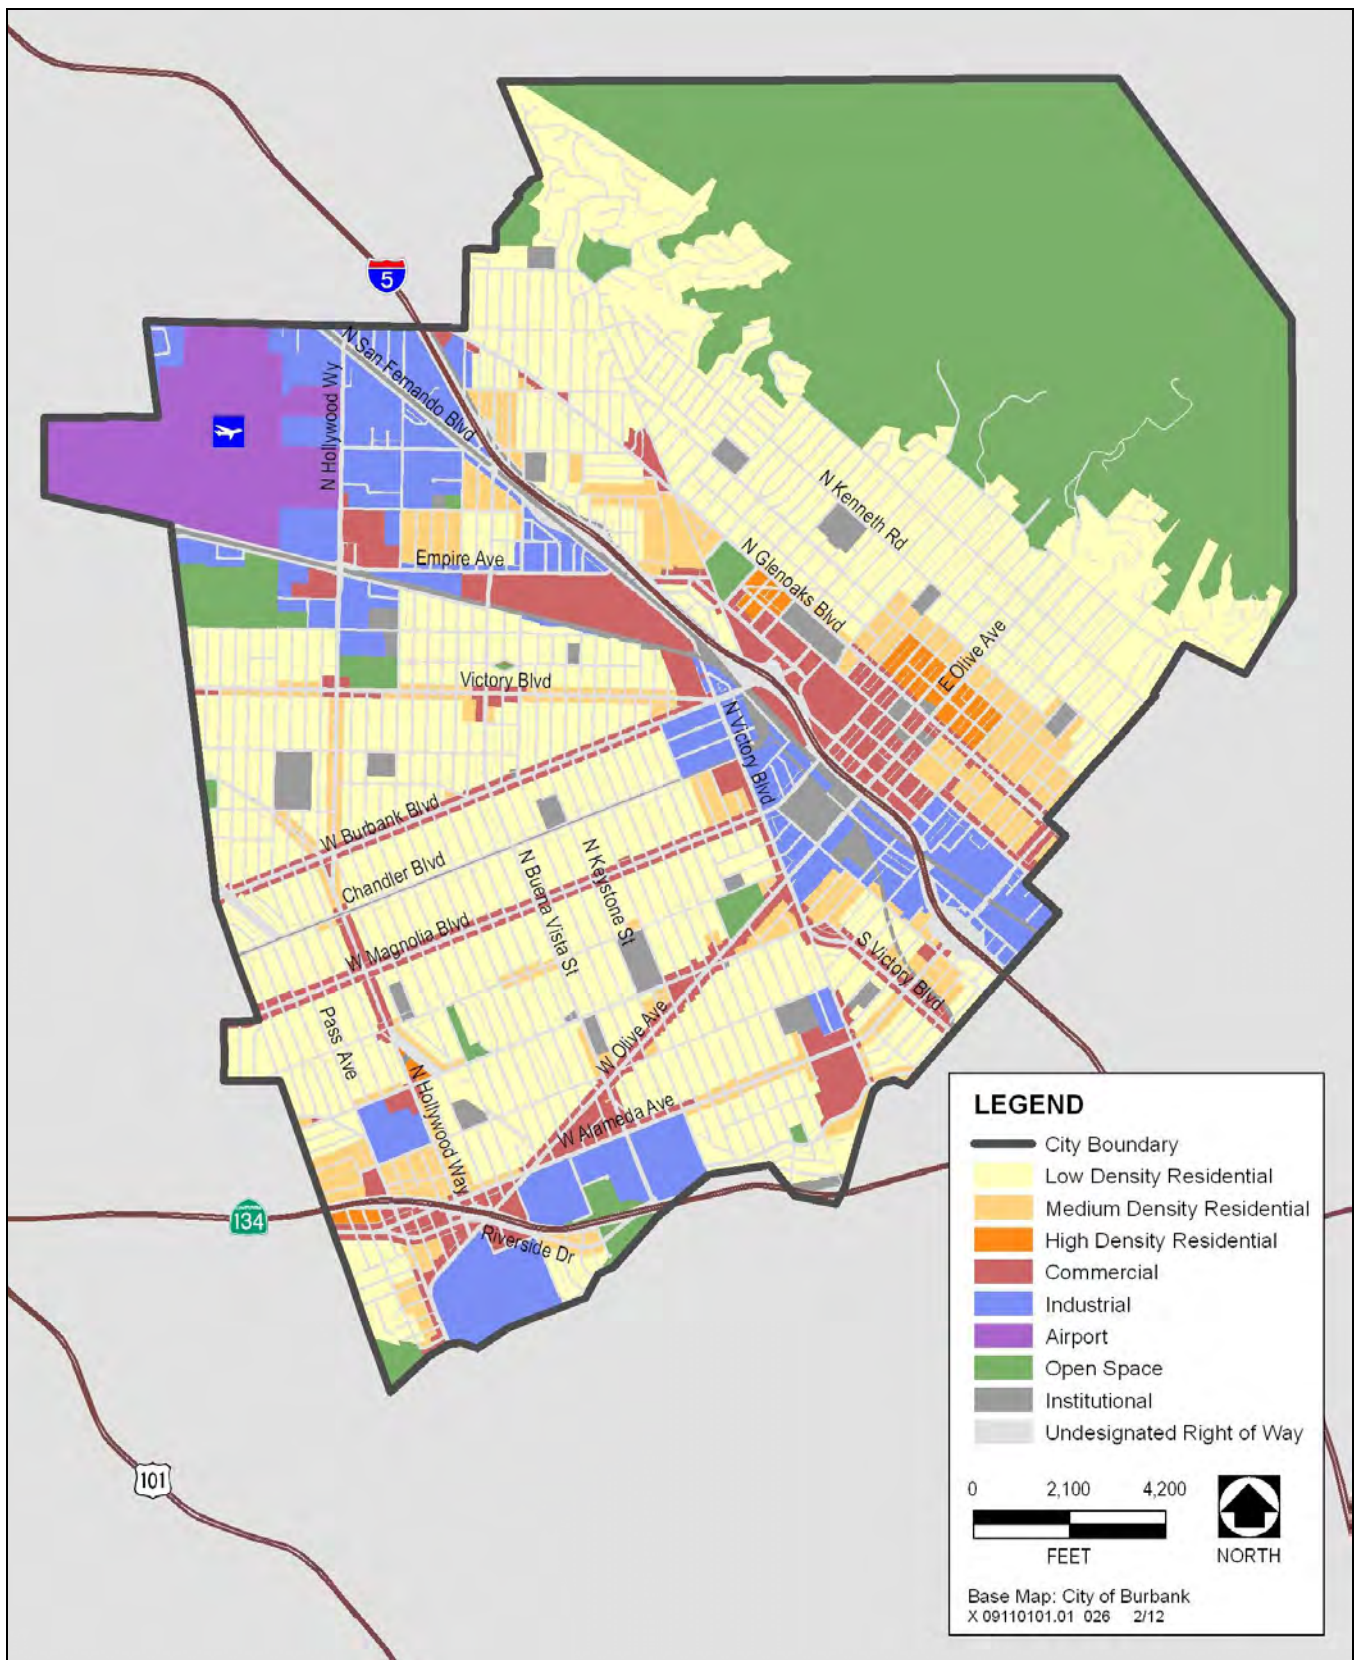 5
N San Fernando Blvd
N Hollywood Wy
N Kenneth Rd
Empire Ave
N Glenoaks Blvd
E Olive Ave
Victory Blvd
N Victory Blvd
W Burbank Blvd
Chandler Blvd
N Keystone St
N Buena Vista St
W Magnolia Blvd
S Victory Blvd
Pass Ave
W Olive Ave
N Hollywood Way
W Alameda Ave
134
Riverside Dr
101
LEGEND
City Boundary
Low Density Residential
Medium Density Residential
High Density Residential
Commercial
Industrial
Airport
Open Space
Institutional
Undesignated Right of Way
0 2,100 4,200
FEET
NORTH
Base Map: City of Burbank
X 09110101.01 026 2/12